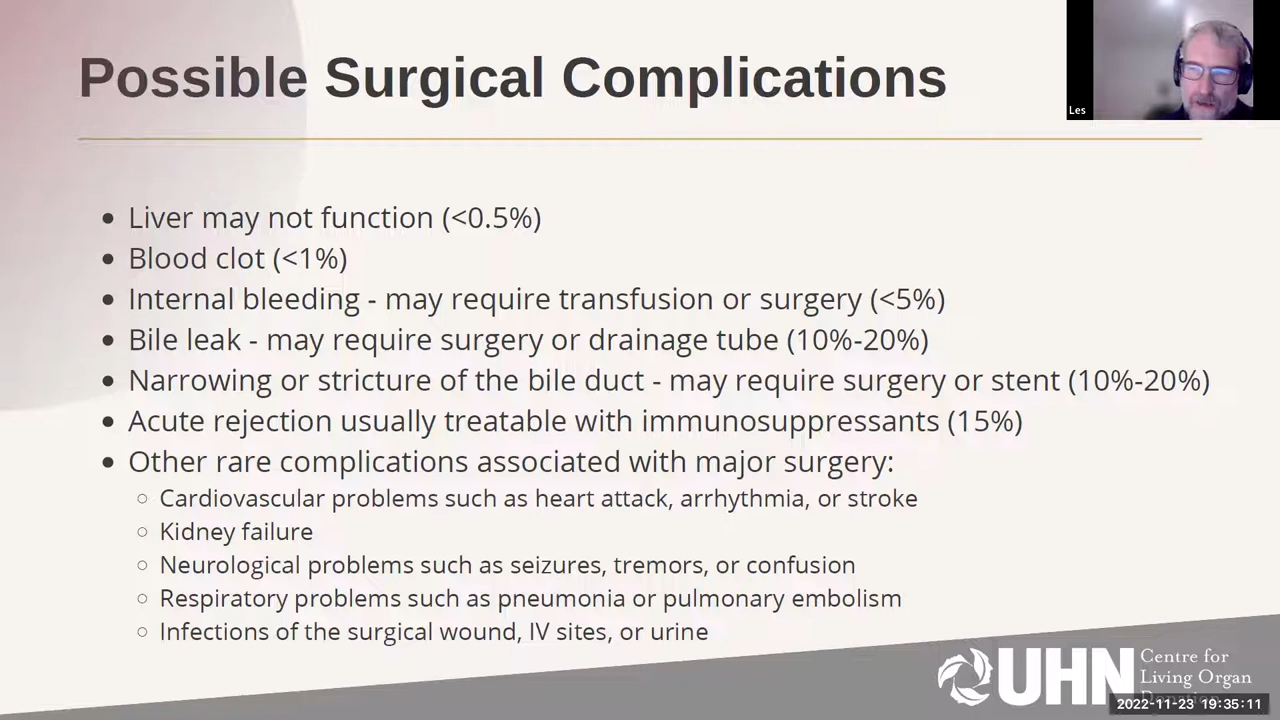 Possible Surgical Complications
Les
• Liver may not function (<0.5%)
• Blood clot (<1%)
• Internal bleeding - may require transfusion or surgery (<5%)
• Bile leak - may require surgery or drainage tube (10%-20%)
• Narrowing or stricture of the bile duct - may require surgery or stent (10%-20%)
• Acute rejection usually treatable with immunosuppressants (15%)
• Other rare complications associated with major surgery:
○ Cardiovascular problems such as heart attack, arrhythmia, or stroke
○ Kidney failure
○ Neurological problems such as seizures, tremors, or confusion
○ Respiratory problems such as pneumonia or pulmonary embolism
○ Infections of the surgical wound, IV sites, or urine
UHN
Centre for
Living Organ
Donation
2022-11-23 19:35:11